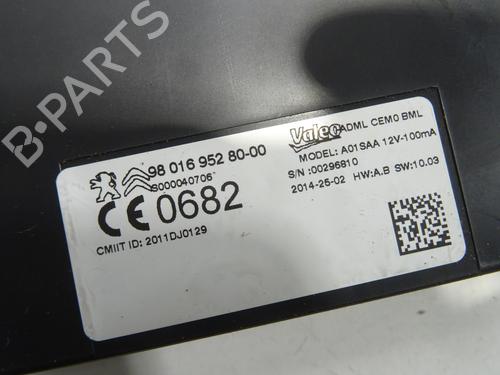 B-PARTS
98 016 952 80-00
S000040706
CE 0682
CMIIT ID: 2011DJ0129
Valeo
ADML CEM0 BML
MODEL: A01SAA 12V-100mA
S/N :00296810
2014-25-02 HW:A.B SW:10.03